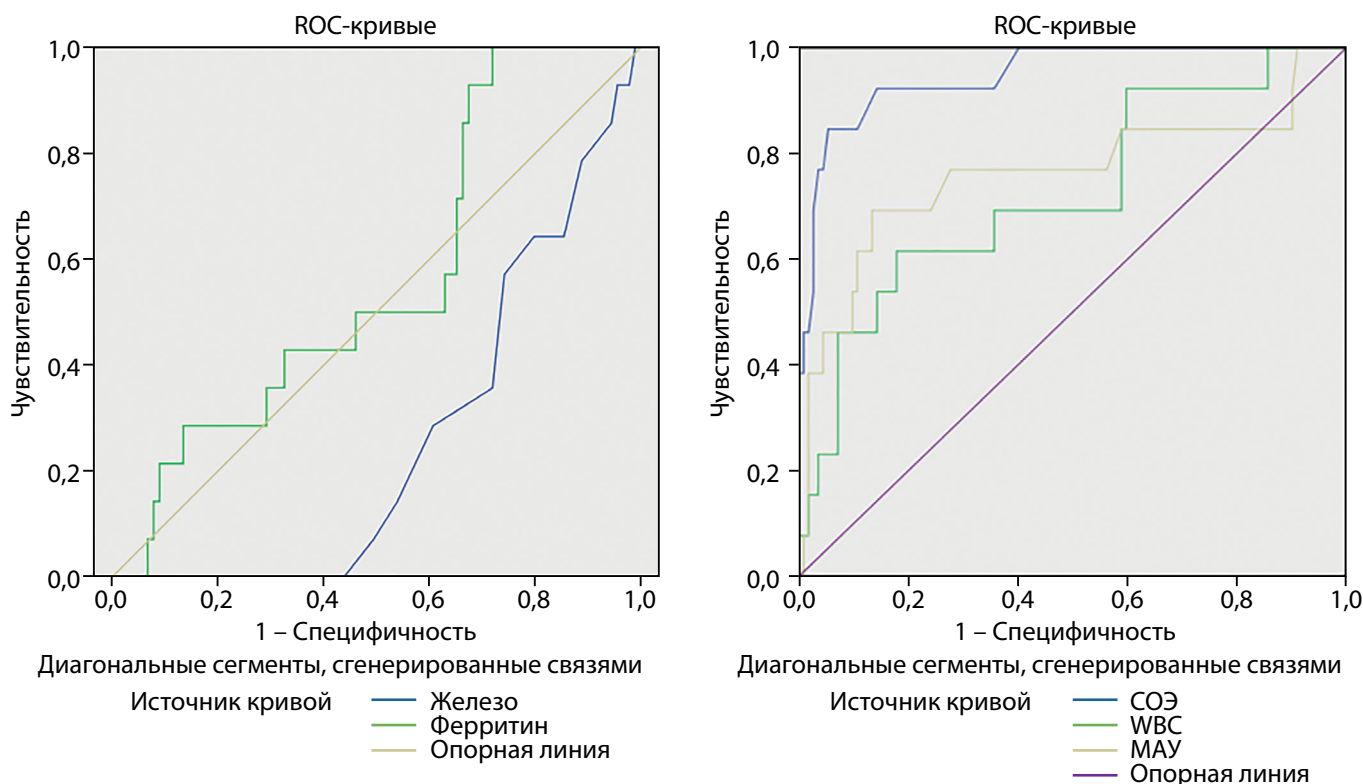 ROC-кривые
1,0
0,8
0,6
0,4
0,2
0,0
Чувствительность
0,0 0,2 0,4 0,6 0,8 1,0
1 – Специфичность
Диагональные сегменты, сгенерированные связями
Источник кривой
Железо
Ферритин
Опорная линия
ROC-кривые
1,0
0,8
0,6
0,4
0,2
0,0
Чувствительность
0,0 0,2 0,4 0,6 0,8 1,0
1 – Специфичность
Диагональные сегменты, сгенерированные связями
Источник кривой
СОЭ
WBC
МАУ
Опорная линия